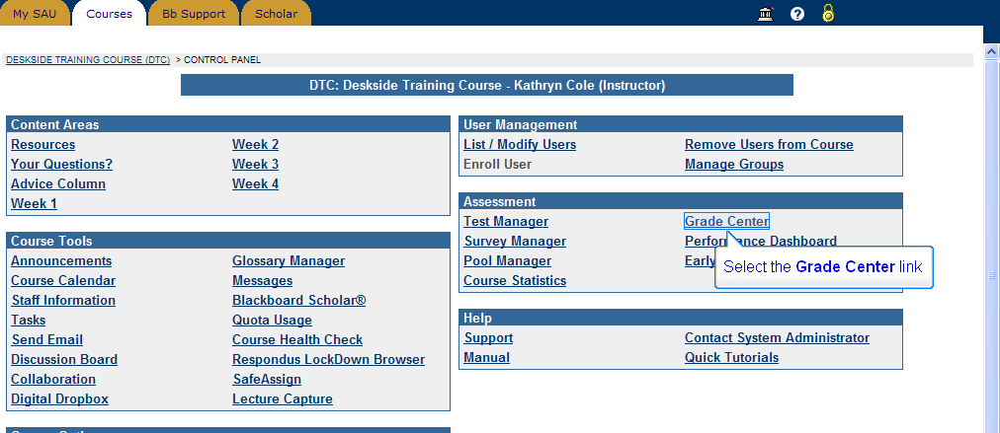 My SAU Courses Bb Support Scholar
DESKSIDE TRAINING COURSE (DTC) > CONTROL PANEL
DTC: Deskside Training Course - Kathryn Cole (Instructor)
Content Areas
Resources Week 2
Your Questions? Week 3
Advice Column Week 4
Week 1
Course Tools
Announcements Glossary Manager
Course Calendar Messages
Staff Information Blackboard Scholar®
Tasks Quota Usage
Send Email Course Health Check
Discussion Board Respondus LockDown Browser
Collaboration SafeAssign
Digital Dropbox Lecture Capture
User Management
List / Modify Users Remove Users from Course
Enroll User Manage Groups
Assessment
Test Manager Grade Center
Survey Manager Performance Dashboard
Pool Manager Early
Course Statistics
Select the Grade Center link
Help
Support Contact System Administrator
Manual Quick Tutorials